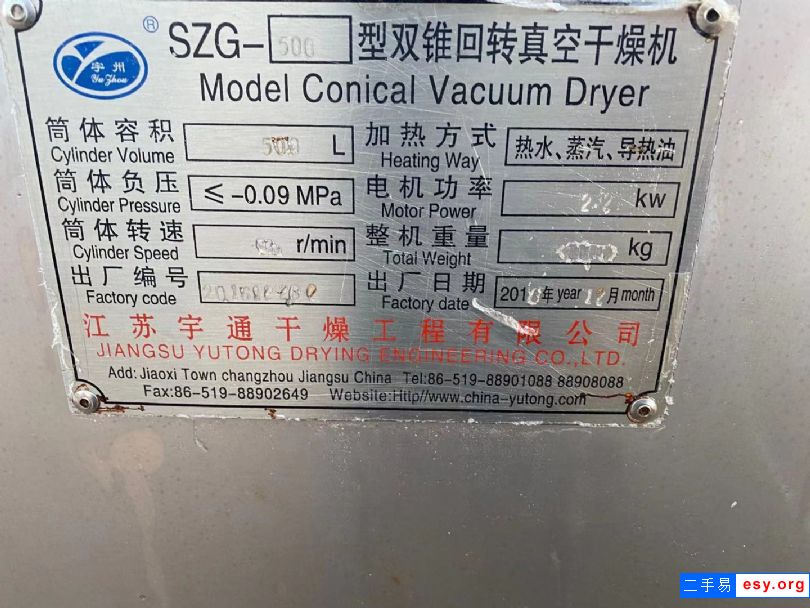 宇州
Yu Zhou
®
SZG-500型双锥回转真空干燥机
Model Conical Vacuum Dryer
筒体容积 500 L 加热方式 热水、蒸汽、导热油
Cylinder Volume Heating Way
筒体负压 ≤ -0.09 MPa 电机功率 2.2 kw
Cylinder Pressure Motor Power
筒体转速 r/min 整机重量 kg
Cylinder Speed Total Weight
出厂编号 出厂日期 年 year 月 month
Factory code Factory date
江苏宇通干燥工程有限公司
JIANGSU YUTONG DRYING ENGINEERING CO.,LTD.
Add: Jiaoxi Town changzhou Jiangsu China Tel:86-519-88901088 88908088
Fax:86-519-88902649 Website:Http//www.china-yutong.com
二手易 esy.org